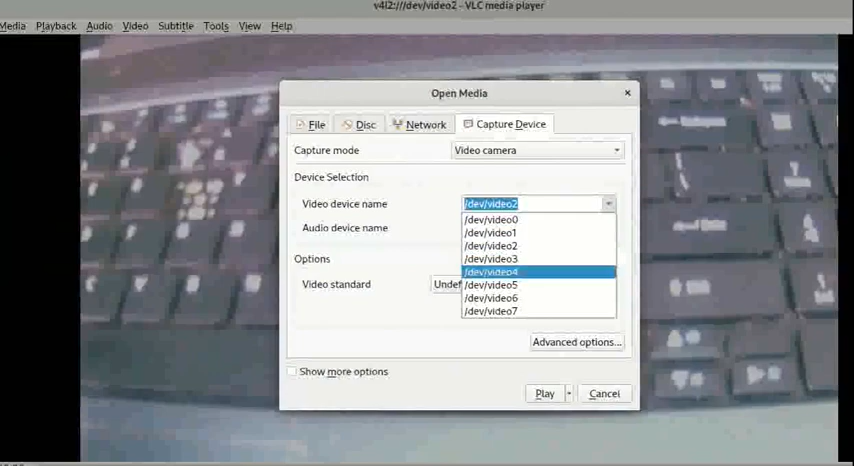 v4l2:///dev/video2 - VLC media player
Media Playback Audio Video Subtitle Tools View Help
Open Media
File Disc Network Capture Device
Capture mode Video camera
Device Selection
Video device name /dev/video2
/dev/video0
Audio device name
/dev/video1
/dev/video2
Options /dev/video3
/dev/video4
Video standard Undef /dev/video5
/dev/video6
/dev/video7
Advanced options...
Show more options
Play Cancel